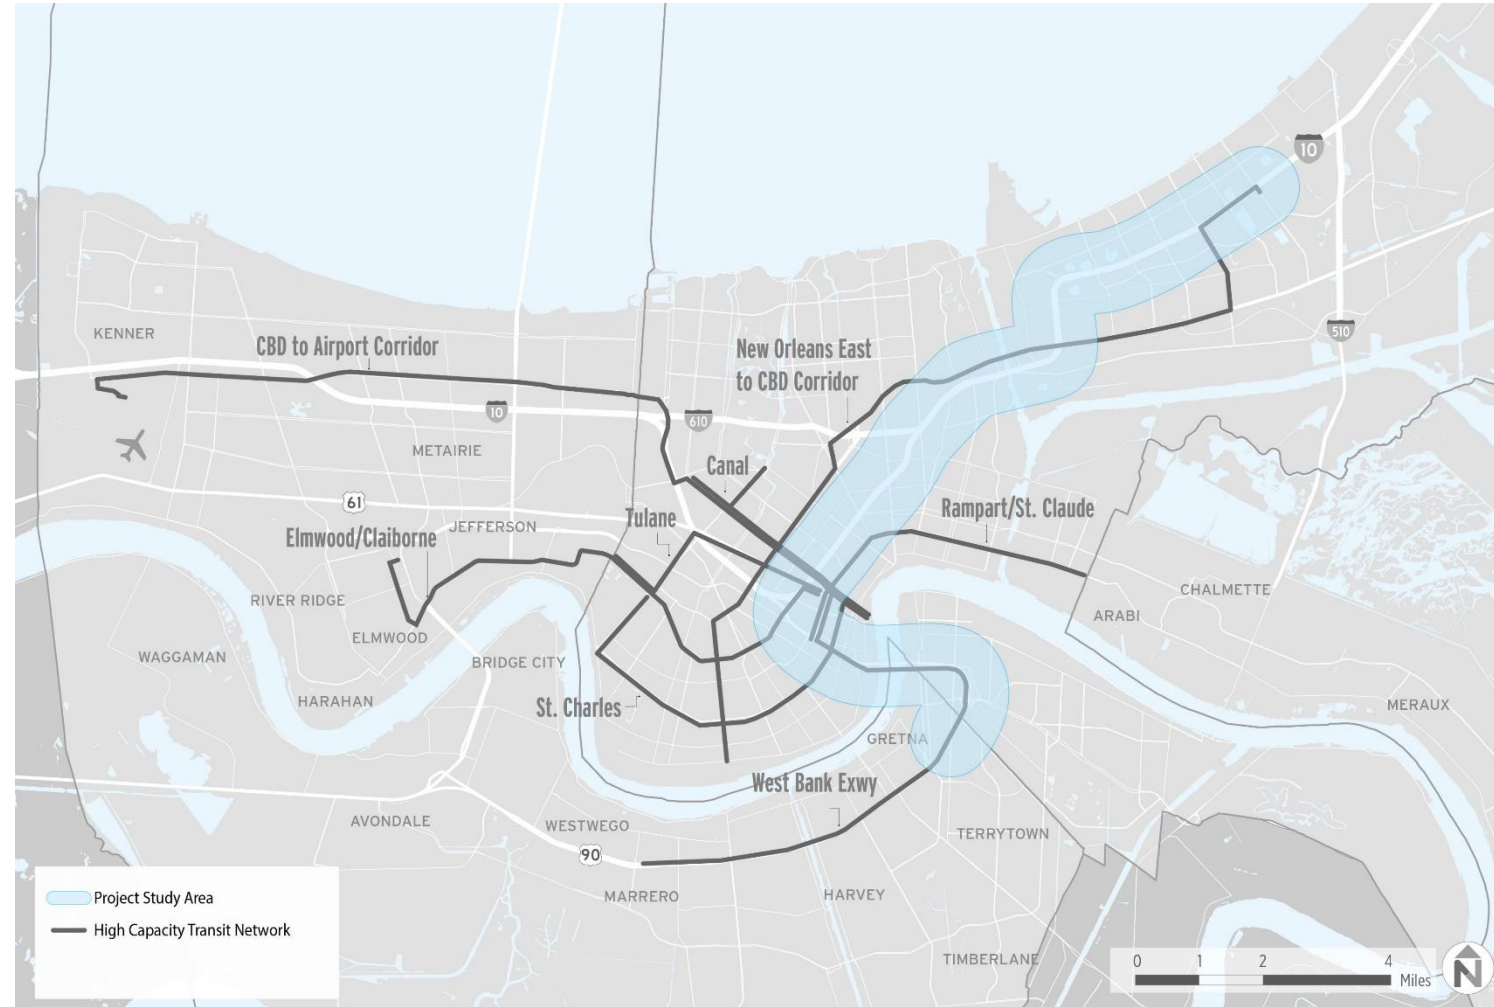 10
KENNER
CBD to Airport Corridor
New Orleans East
to CBD Corridor
510
10
610
METAIRIE
Canal
61
Tulane
Rampart/St. Claude
JEFFERSON
Elmwood/Claiborne
CHALMETTE
RIVER RIDGE
ARABI
ELMWOOD
WAGGAMAN
BRIDGE CITY
HARAHAN
St. Charles
MERAUX
GRETNA
West Bank Exwy
AVONDALE
WESTWEGO
TERRYTOWN
90
MARRERO
HARVEY
Project Study Area
High Capacity Transit Network
TIMBERLANE
0 1 2 4
Miles
N